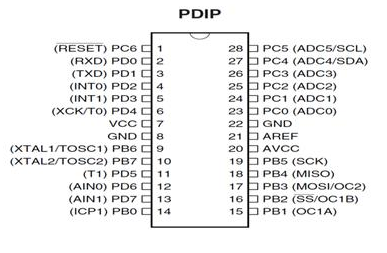 PDIP
(RESET) PC6 1 28 PC5 (ADC5/SCL)
(RXD) PD0 2 27 PC4 (ADC4/SDA)
(TXD) PD1 3 26 PC3 (ADC3)
(INT0) PD2 4 25 PC2 (ADC2)
(INT1) PD3 5 24 PC1 (ADC1)
(XCK/T0) PD4 6 23 PC0 (ADC0)
VCC 7 22 GND
GND 8 21 AREF
(XTAL1/TOSC1) PB6 9 20 AVCC
(XTAL2/TOSC2) PB7 10 19 PB5 (SCK)
(T1) PD5 11 18 PB4 (MISO)
(AIN0) PD6 12 17 PB3 (MOSI/OC2)
(AIN1) PD7 13 16 PB2 (SS/OC1B)
(ICP1) PB0 14 15 PB1 (OC1A)